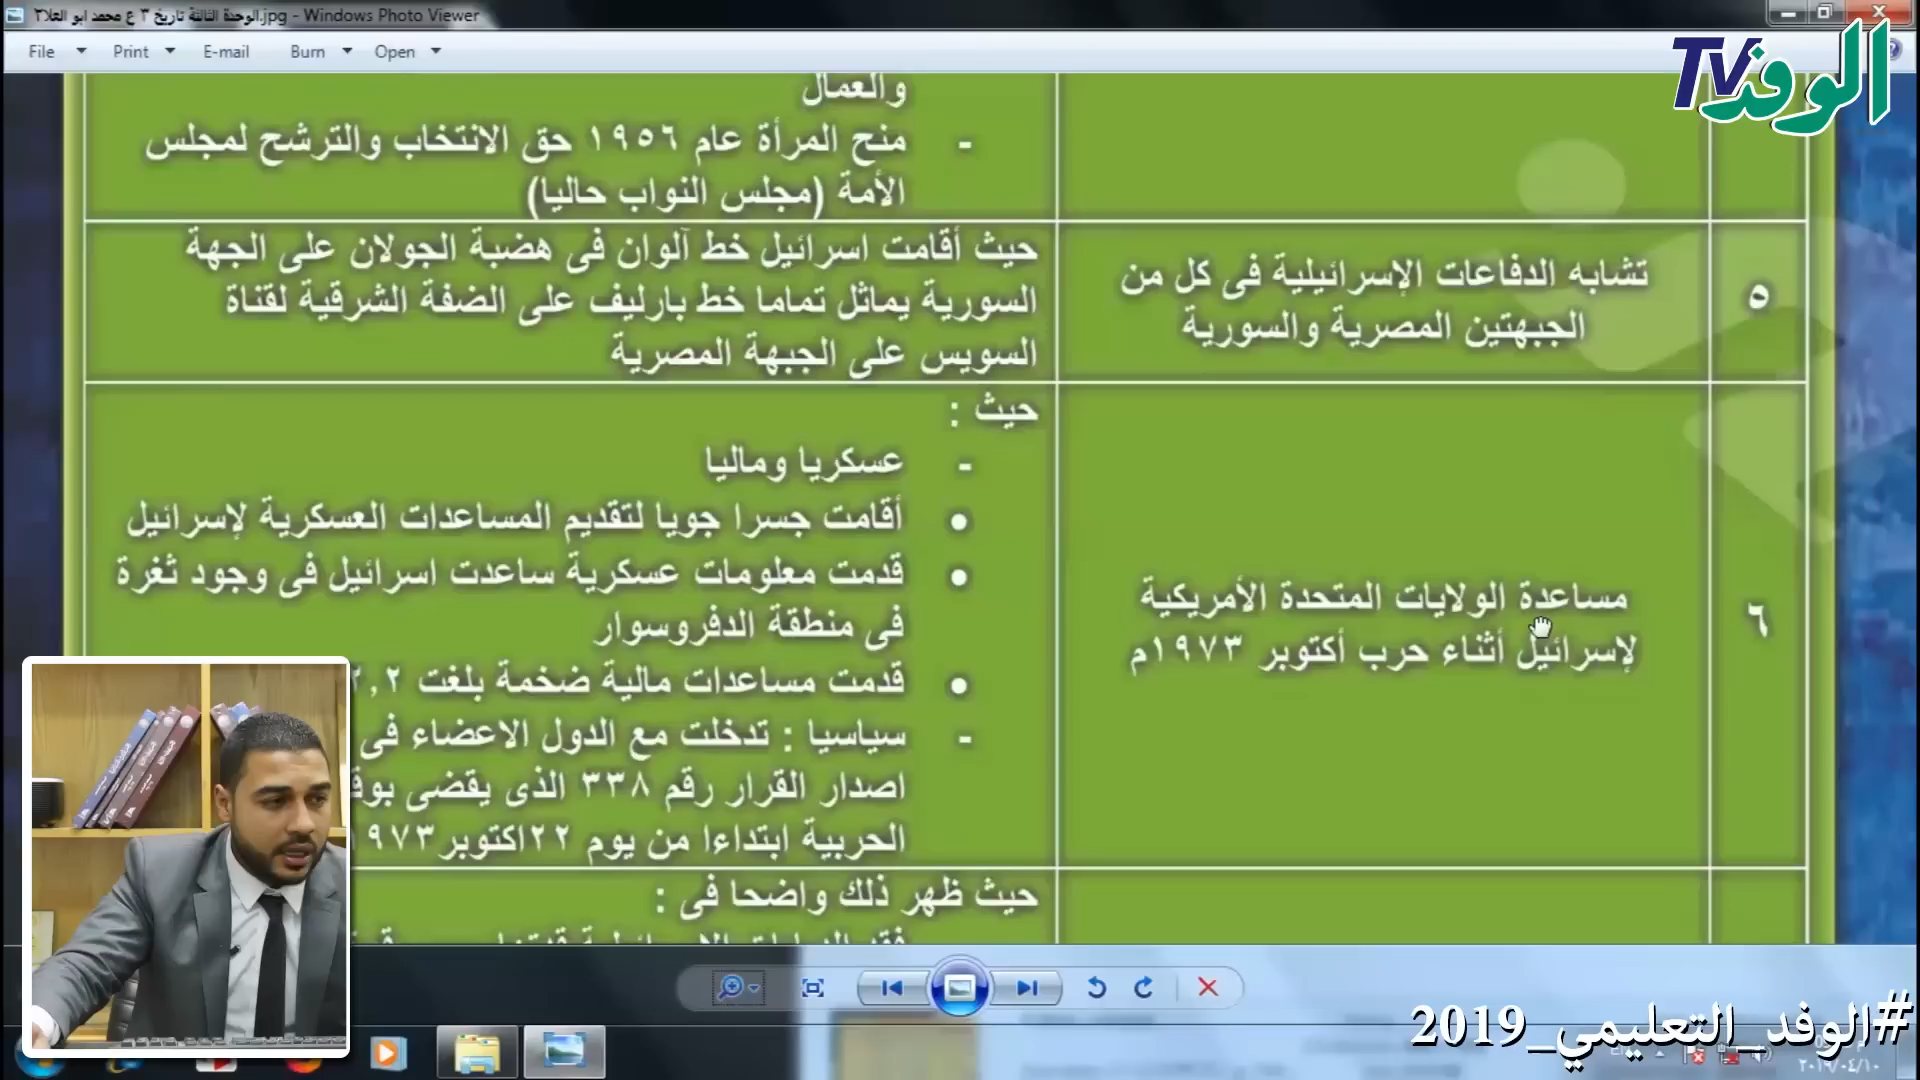 الوحدة الثالثة تاريخ ٣ ع محمد ابو العلا٢.jpg - Windows Photo Viewer
File Print E-mail Burn Open
الوفد TV
والعمال
- منح المرأة عام ١٩٥٦ حق الانتخاب والترشح لمجلس
الأمة (مجلس النواب حاليا)
٥
تشابه الدفاعات الإسرائيلية فى كل من
الجبهتين المصرية والسورية
حيث أقامت اسرائيل خط آلوان فى هضبة الجولان على الجهة
السورية يماثل تماما خط بارليف على الضفة الشرقية لقناة
السويس على الجبهة المصرية
٦
مساعدة الولايات المتحدة الأمريكية
لإسرائيل أثناء حرب أكتوبر ١٩٧٣م
حيث :
- عسكريا وماليا
• أقامت جسرا جويا لتقديم المساعدات العسكرية لإسرائيل
• قدمت معلومات عسكرية ساعدت اسرائيل فى وجود ثغرة
فى منطقة الدفروسوار
• قدمت مساعدات مالية ضخمة بلغت ٢,٢
- سياسيا : تدخلت مع الدول الاعضاء فى
اصدار القرار رقم ٣٣٨ الذى يقضى
الحربية ابتداءا من يوم ٢٢اكتوبر١٩٧٣
حيث ظهر ذلك واضحا فى :
#الوفد_التعليمي_2019
٢٠١٩/٠٤/١٠